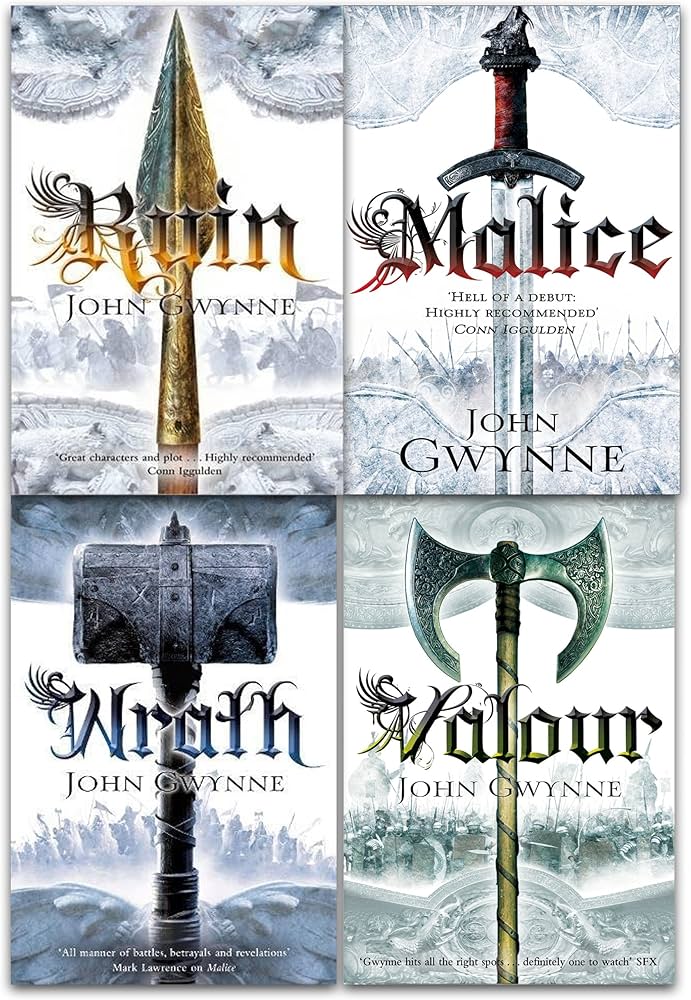 Ruin
JOHN GWYNNE
'Great characters and plot . . . Highly recommended'
Conn Iggulden
Malice
'HELL OF A DEBUT:
HIGHLY RECOMMENDED'
CONN IGGULDEN
JOHN
GWYNNE
Wrath
JOHN GWYNNE
'All manner of battles, betrayals and revelations'
Mark Lawrence on Malice
Valour
JOHN GWYNNE
'Gwynne hits all the right spots . . . definitely one to watch' SFX